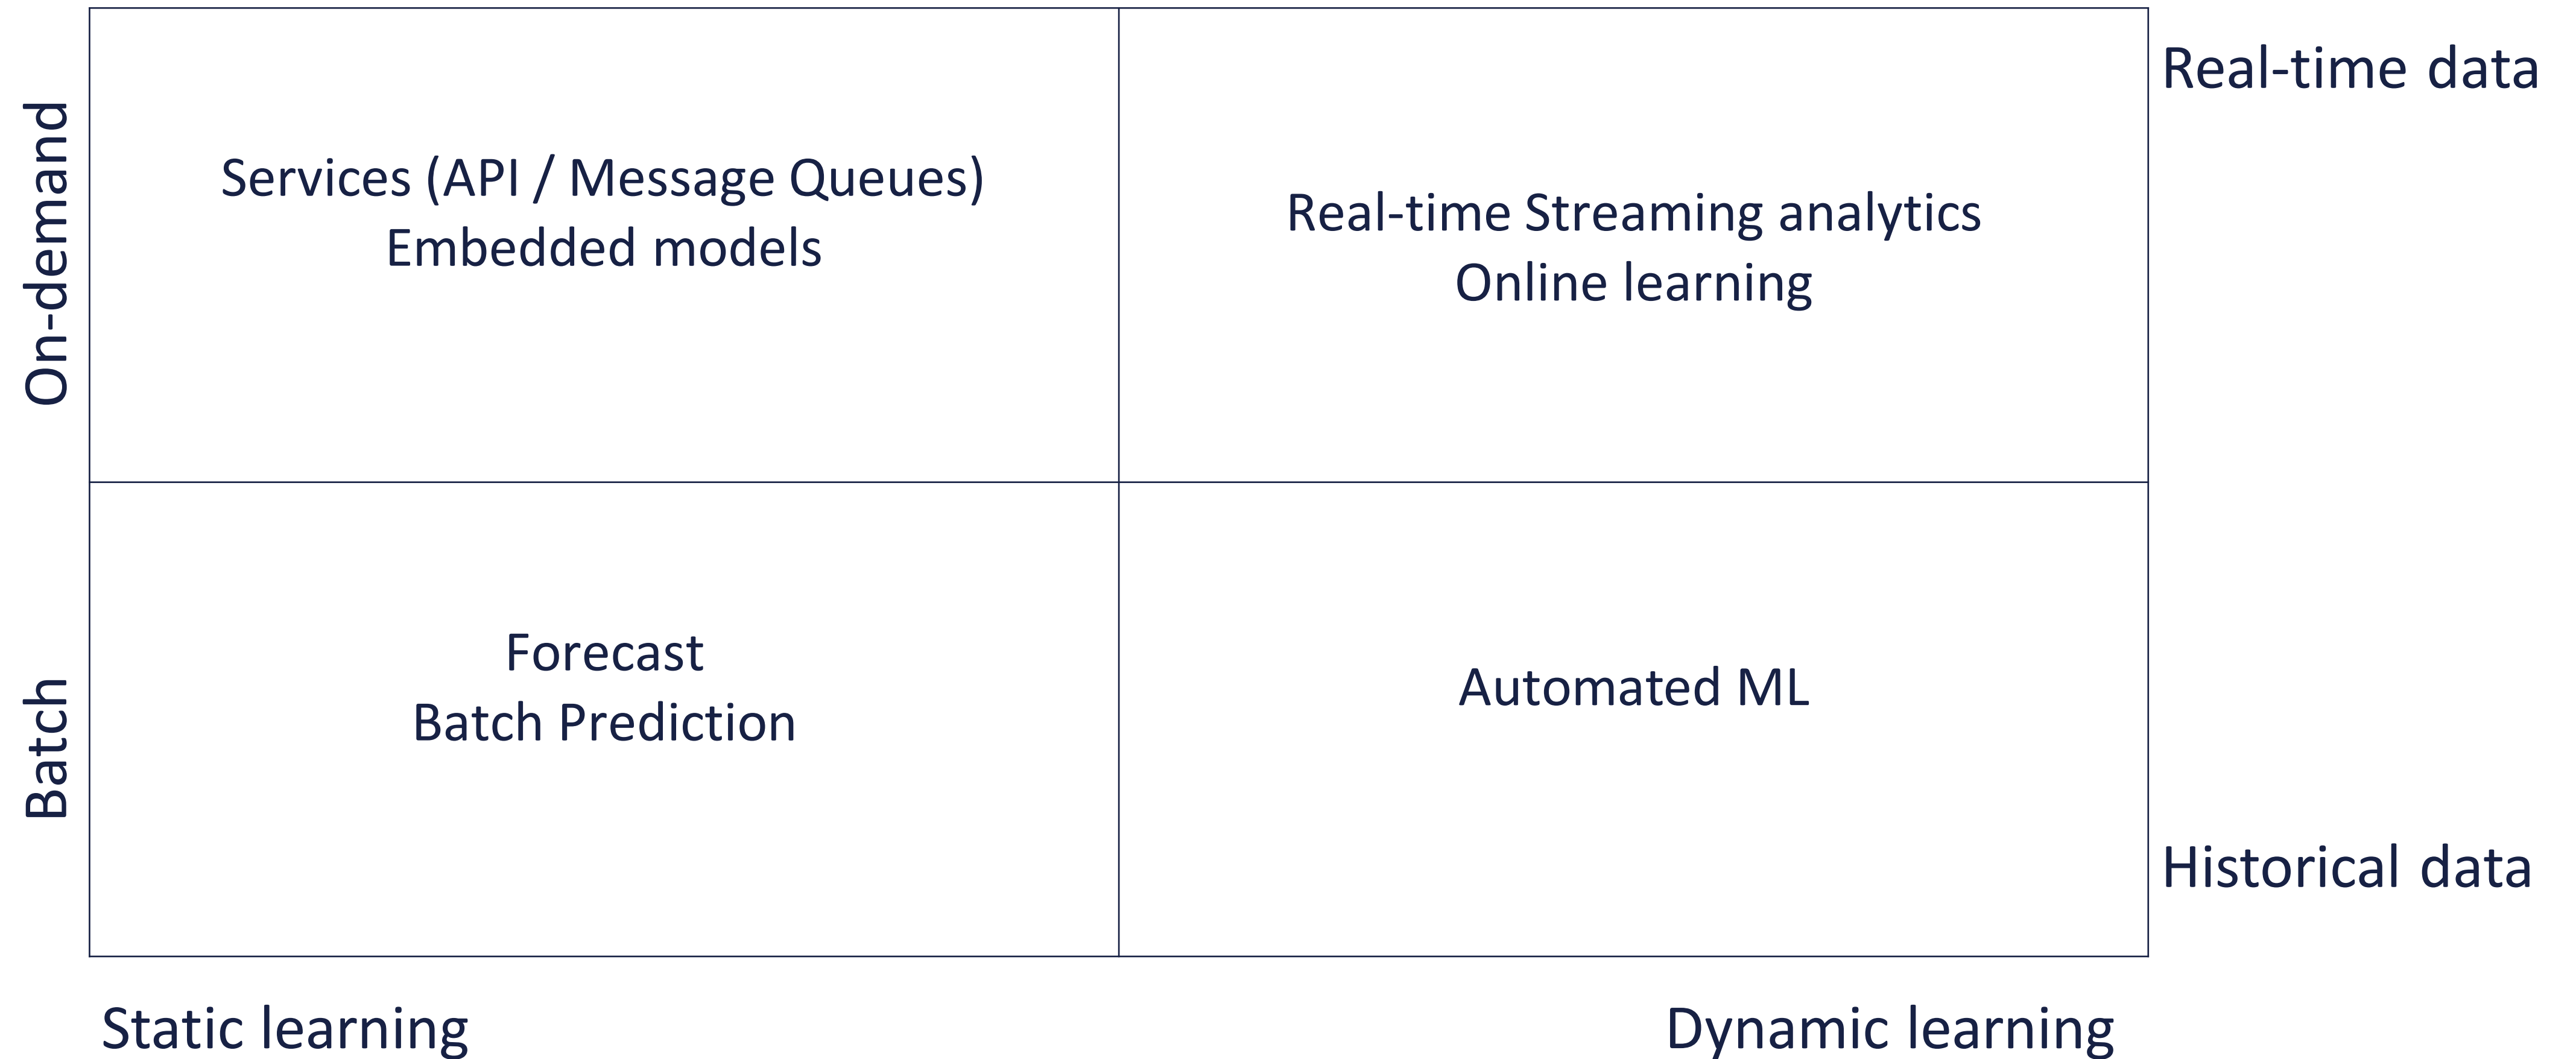 Real-time data
On-demand
Services (API / Message Queues)
Embedded models
Real-time Streaming analytics
Online learning
Batch
Forecast
Batch Prediction
Automated ML
Historical data
Static learning
Dynamic learning